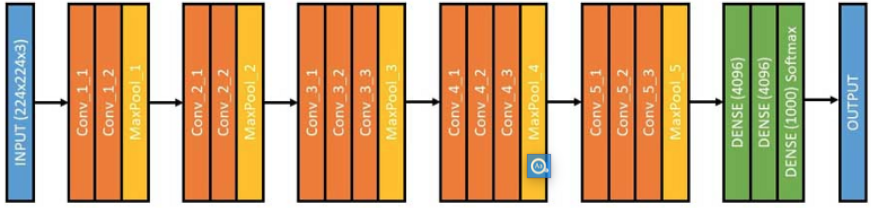 INPUT (224x224x3)
Conv_1_1
Conv_1_2
MaxPool_1
Conv_2_1
Conv_2_2
MaxPool_2
Conv_3_1
Conv_3_2
Conv_3_3
MaxPool_3
Conv_4_1
Conv_4_2
Conv_4_3
MaxPool_4
Conv_5_1
Conv_5_2
Conv_5_3
MaxPool_5
DENSE (4096)
DENSE (4096)
DENSE (1000) Softmax
OUTPUT